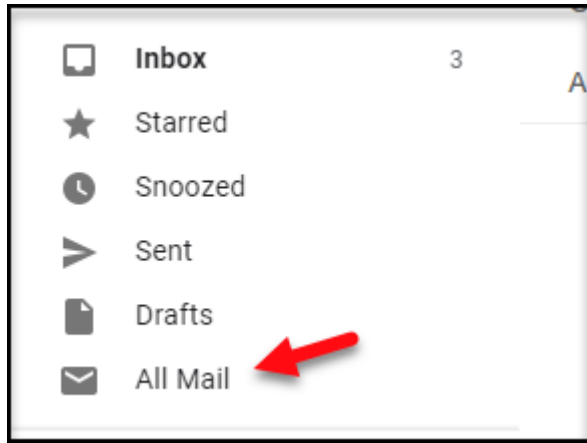 Inbox 3
A
Starred
Snoozed
Sent
Drafts
All Mail